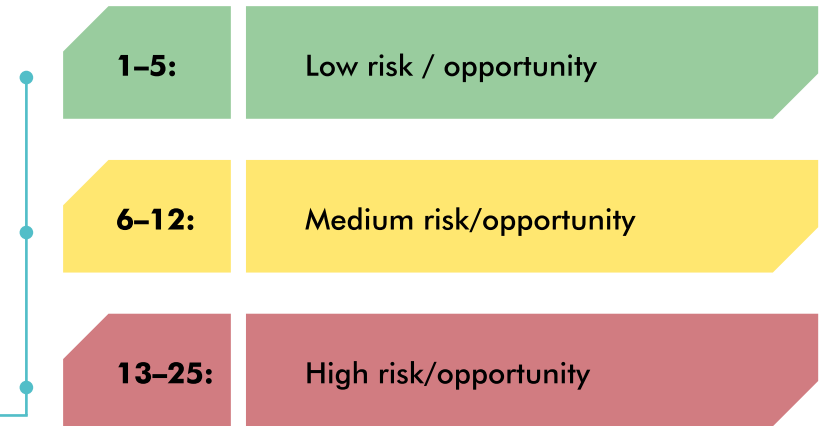 1–5: Low risk / opportunity
6–12: Medium risk/opportunity
13–25: High risk/opportunity